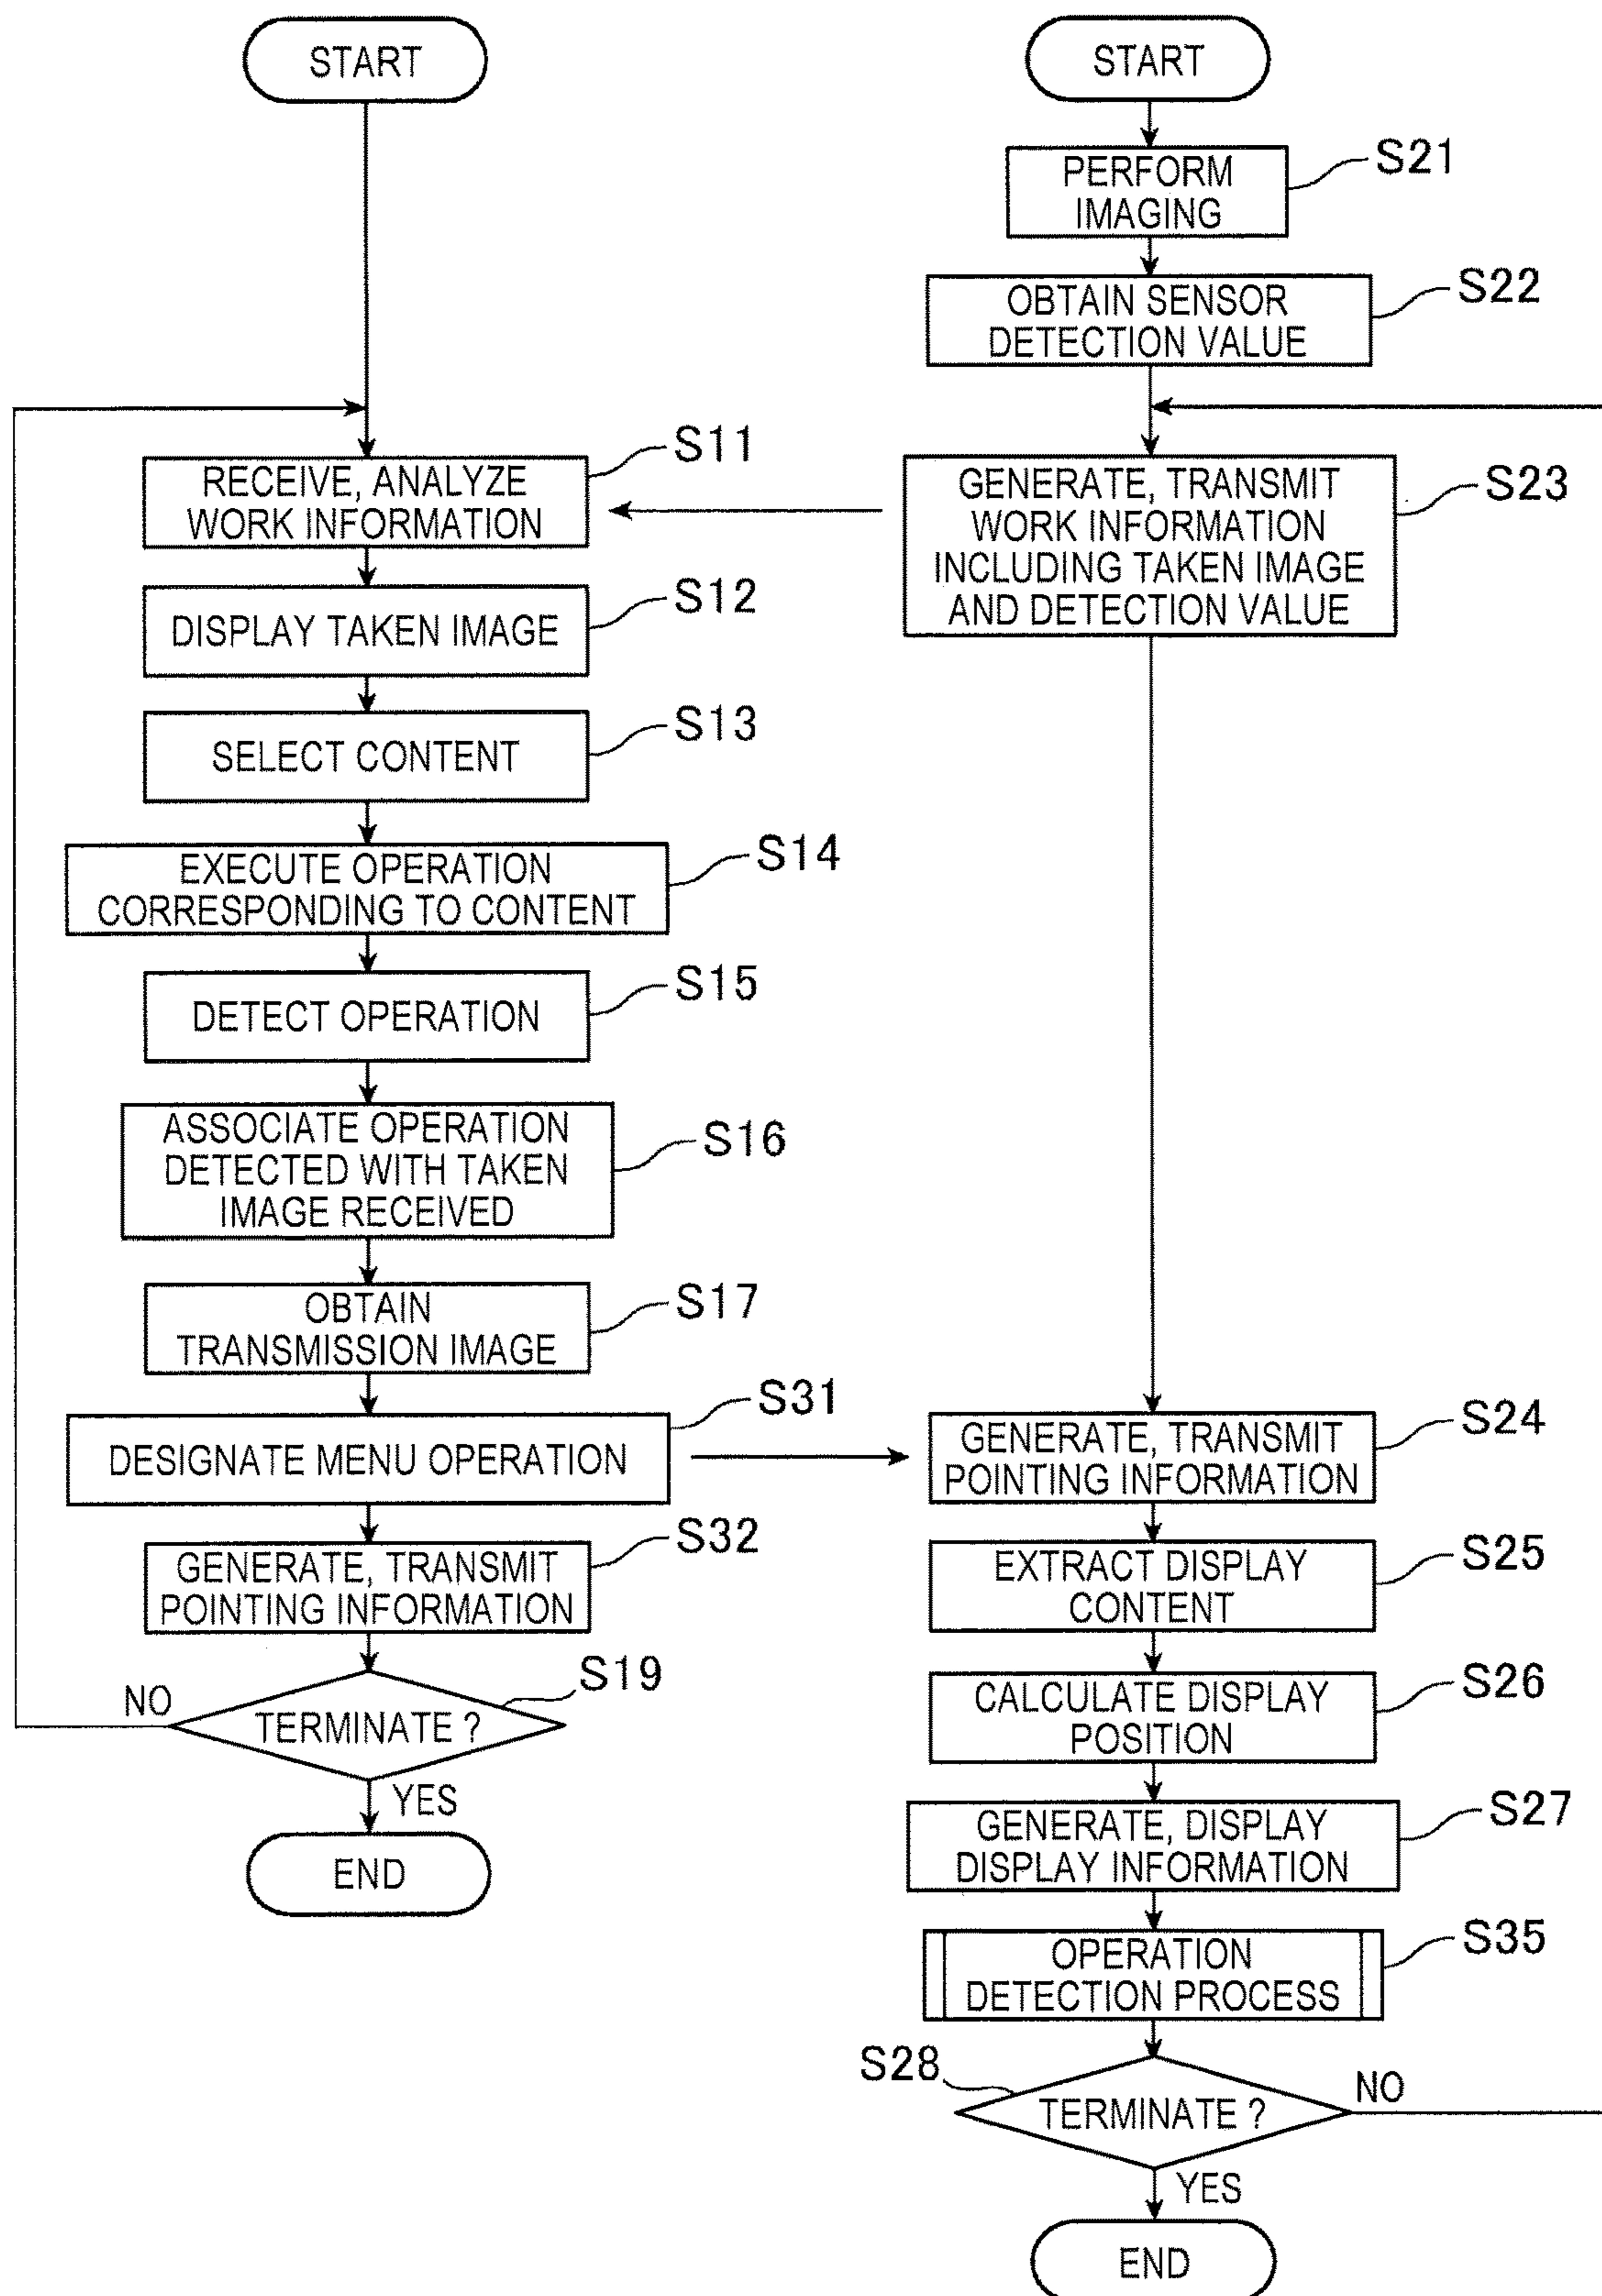 START
S11
RECEIVE, ANALYZE
WORK INFORMATION
S12
DISPLAY TAKEN IMAGE
S13
SELECT CONTENT
S14
EXECUTE OPERATION
CORRESPONDING TO CONTENT
S15
DETECT OPERATION
S16
ASSOCIATE OPERATION
DETECTED WITH TAKEN
IMAGE RECEIVED
S17
OBTAIN
TRANSMISSION IMAGE
S31
DESIGNATE MENU OPERATION
S32
GENERATE, TRANSMIT
POINTING INFORMATION
S19
NO
TERMINATE ?
YES
END
START
S21
PERFORM
IMAGING
S22
OBTAIN SENSOR
DETECTION VALUE
S23
GENERATE, TRANSMIT
WORK INFORMATION
INCLUDING TAKEN IMAGE
AND DETECTION VALUE
S24
GENERATE, TRANSMIT
POINTING INFORMATION
S25
EXTRACT DISPLAY
CONTENT
S26
CALCULATE DISPLAY
POSITION
S27
GENERATE, DISPLAY
DISPLAY INFORMATION
S35
OPERATION
DETECTION PROCESS
S28
TERMINATE ?
NO
YES
END